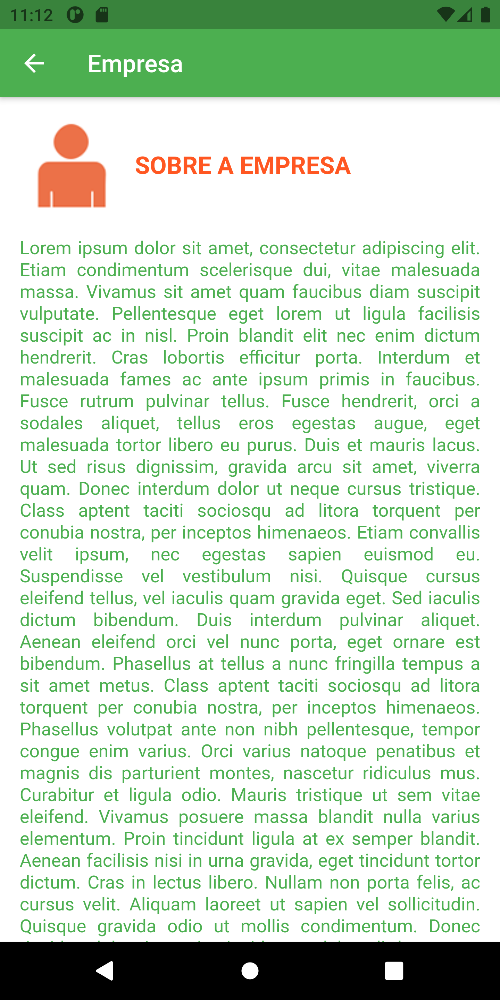 11:12
Empresa
SOBRE A EMPRESA
Lorem ipsum dolor sit amet, consectetur adipiscing elit.
Etiam condimentum scelerisque dui, vitae malesuada
massa. Vivamus sit amet quam faucibus diam suscipit
vulputate. Pellentesque eget lorem ut ligula facilisis
suscipit ac in nisl. Proin blandit elit nec enim dictum
hendrerit. Cras lobortis efficitur porta. Interdum et
malesuada fames ac ante ipsum primis in faucibus.
Fusce rutrum pulvinar tellus. Fusce hendrerit, orci a
sodales aliquet, tellus eros egestas augue, eget
malesuada tortor libero eu purus. Duis et mauris lacus.
Ut sed risus dignissim, gravida arcu sit amet, viverra
quam. Donec interdum dolor ut neque cursus tristique.
Class aptent taciti sociosqu ad litora torquent per
conubia nostra, per inceptos himenaeos. Etiam convallis
velit ipsum, nec egestas sapien euismod eu.
Suspendisse vel vestibulum nisi. Quisque cursus
eleifend tellus, vel iaculis quam gravida eget. Sed iaculis
dictum bibendum. Duis interdum pulvinar aliquet.
Aenean eleifend orci vel nunc porta, eget ornare est
bibendum. Phasellus at tellus a nunc fringilla tempus a
sit amet metus. Class aptent taciti sociosqu ad litora
torquent per conubia nostra, per inceptos himenaeos.
Phasellus volutpat ante non nibh pellentesque, tempor
congue enim varius. Orci varius natoque penatibus et
magnis dis parturient montes, nascetur ridiculus mus.
Curabitur et ligula odio. Mauris tristique ut sem vitae
eleifend. Vivamus posuere massa blandit nulla varius
elementum. Proin tincidunt ligula at ex semper blandit.
Aenean facilisis nisi in urna gravida, eget tincidunt tortor
dictum. Cras in lectus libero. Nullam non porta felis, ac
cursus velit. Aliquam laoreet ut sapien vel sollicitudin.
Quisque gravida odio ut mollis condimentum. Donec